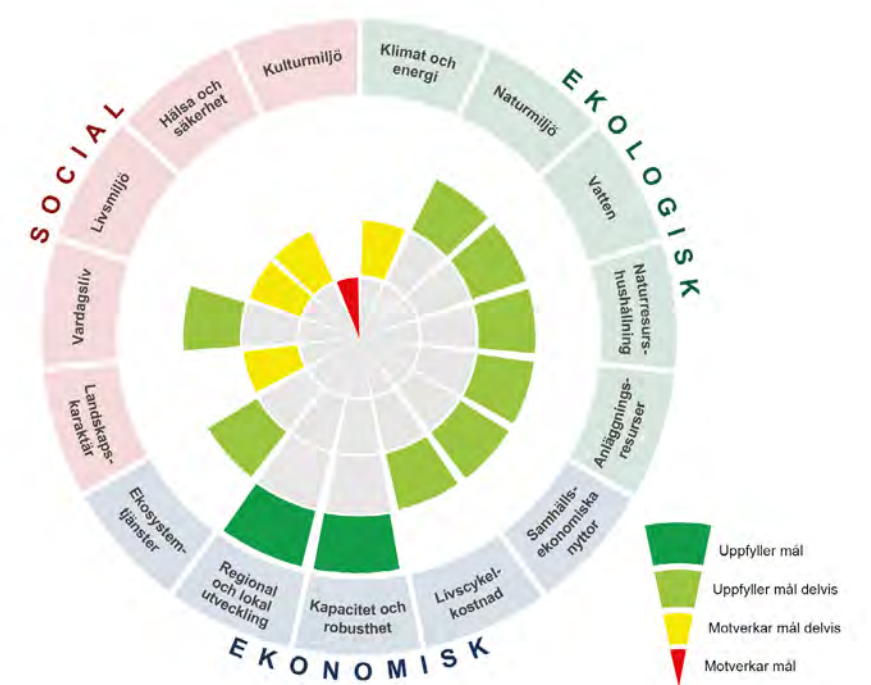 SOCIAL
EKOLOGISK
EKONOMISK
Klimat och
energi
Naturmiljö
Vatten
Naturresurs-
hushållning
Anläggnings-
resurser
Samhälls-
ekonomiska
nyttor
Livscykel-
kostnad
Kapacitet och
robusthet
Regional
och lokal
utveckling
Ekosystem-
tjänster
Landskaps-
karaktär
Vardagsliv
Livsmiljö
Hälsa och
säkerhet
Kulturmiljö
Uppfyller mål
Uppfyller mål delvis
Motverkar mål delvis
Motverkar mål